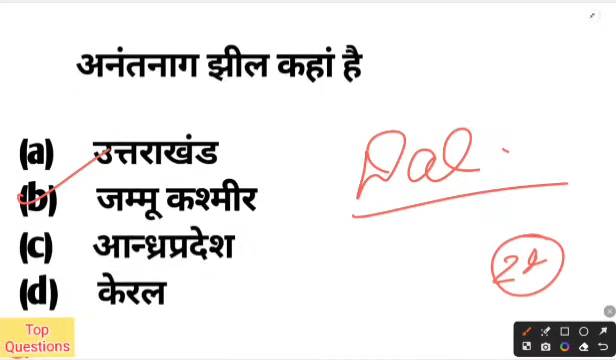 अनंतनाग झील कहां है
(a) उत्तराखंड
(b) जम्मू कश्मीर
(c) आन्ध्रप्रदेश
(d) केरल
Dal
Top
Questions